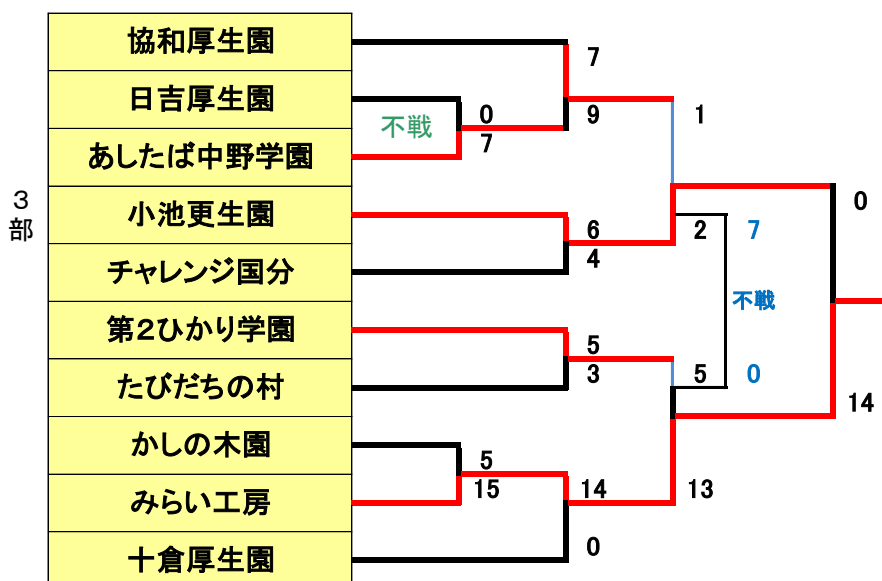 協和厚生園
7
日吉厚生園
0
9
1
不戦
7
あしたば中野学園
3
部
小池更生園
6
2
7
0
チャレンジ国分
4
不戦
第2ひかり学園
5
たびだちの村
3
5
0
14
かしの木園
5
みらい工房
15
14
13
十倉厚生園
0